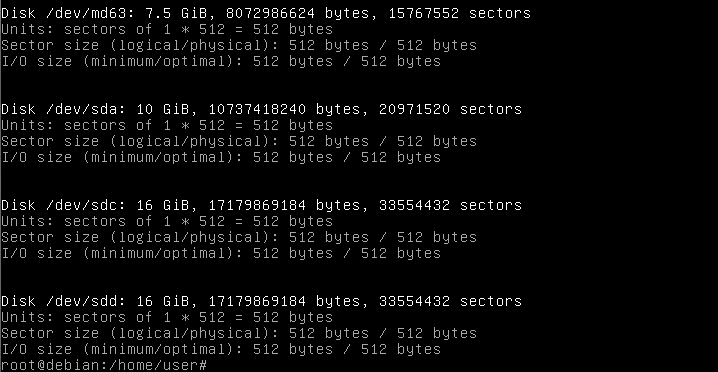 Disk /dev/md63: 7.5 GiB, 8072986624 bytes, 15767552 sectors
Units: sectors of 1 * 512 = 512 bytes
Sector size (logical/physical): 512 bytes / 512 bytes
I/O size (minimum/optimal): 512 bytes / 512 bytes
Disk /dev/sda: 10 GiB, 10737418240 bytes, 20971520 sectors
Units: sectors of 1 * 512 = 512 bytes
Sector size (logical/physical): 512 bytes / 512 bytes
I/O size (minimum/optimal): 512 bytes / 512 bytes
Disk /dev/sdc: 16 GiB, 17179869184 bytes, 33554432 sectors
Units: sectors of 1 * 512 = 512 bytes
Sector size (logical/physical): 512 bytes / 512 bytes
I/O size (minimum/optimal): 512 bytes / 512 bytes
Disk /dev/sdd: 16 GiB, 17179869184 bytes, 33554432 sectors
Units: sectors of 1 * 512 = 512 bytes
Sector size (logical/physical): 512 bytes / 512 bytes
I/O size (minimum/optimal): 512 bytes / 512 bytes
root@debian:/home/user#